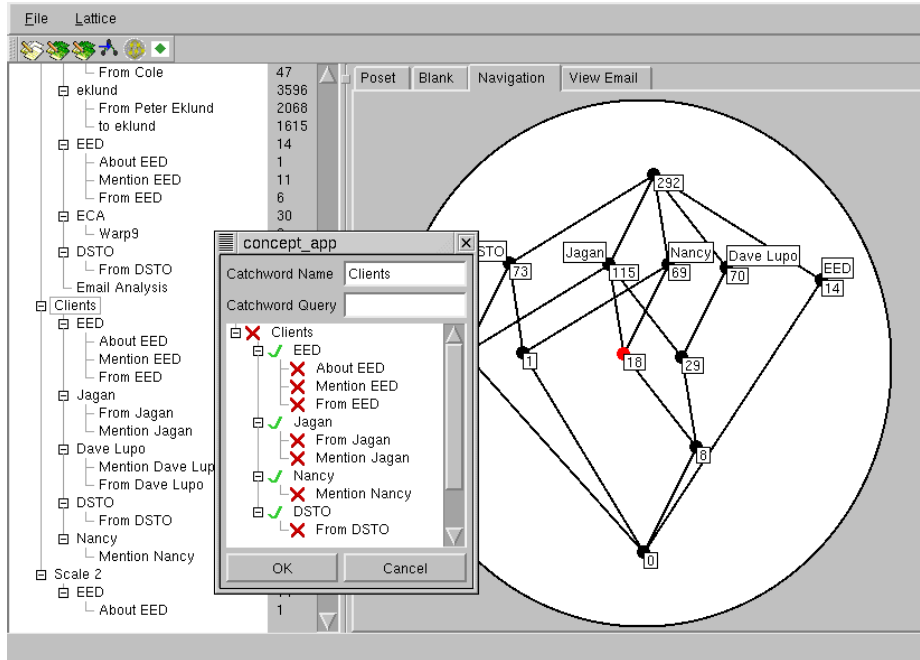 File Lattice
Poset Blank Navigation View Email
From Cole 47
eklund 3596
From Peter Eklund 2068
to eklund 1615
EED 14
About EED 1
Mention EED 11
From EED 6
ECA 30
Warp9
DSTO
From DSTO
Email Analysis
Clients
EED
About EED
Mention EED
From EED
Jagan
From Jagan
Mention Jagan
Dave Lupo
Mention Dave Lup
From Dave Lupo
DSTO
From DSTO
Nancy
Mention Nancy
Scale 2
EED
About EED 1
concept_app
Catchword Name Clients
Catchword Query
Clients
EED
About EED
Mention EED
From EED
Jagan
From Jagan
Mention Jagan
Nancy
Mention Nancy
DSTO
From DSTO
OK Cancel
292
STO Jagan Nancy Dave Lupo EED
73 115 69 70 14
1 18 29
8
0